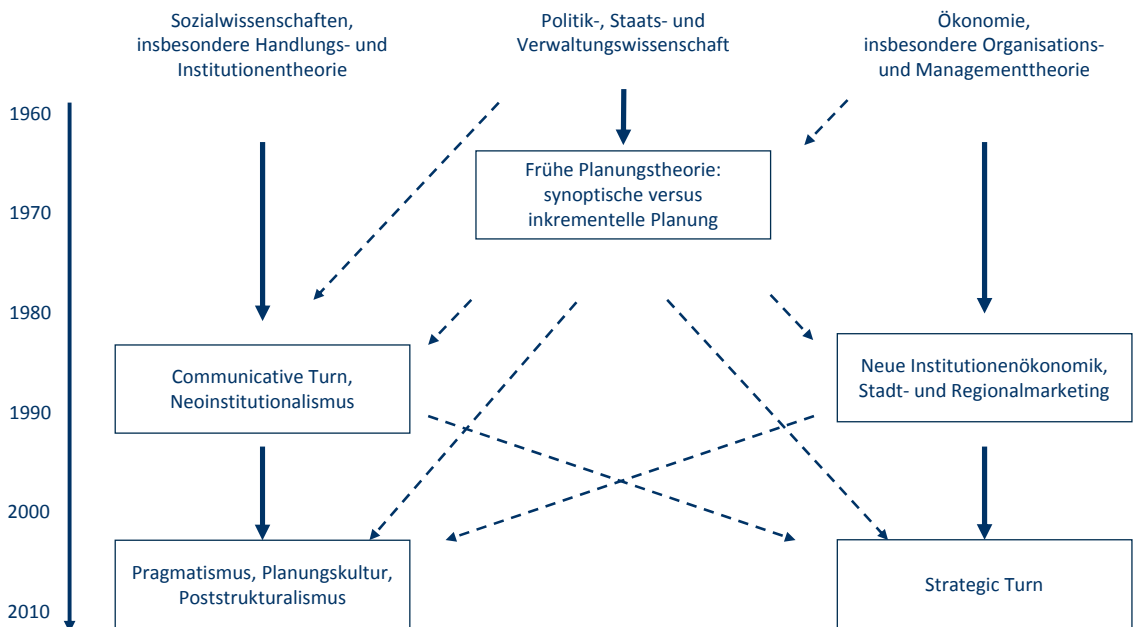 Sozialwissenschaften,
insbesondere Handlungs- und
Institutionentheorie
Politik-, Staats- und
Verwaltungswissenschaft
Ökonomie,
insbesondere Organisations-
und Managementtheorie
1960
Frühe Planungstheorie:
synoptische versus
inkrementelle Planung
1970
1980
Communicative Turn,
Neoinstitutionalismus
Neue Institutionenökonomik,
Stadt- und Regionalmarketing
1990
2000
Pragmatismus, Planungskultur,
Poststrukturalismus
Strategic Turn
2010